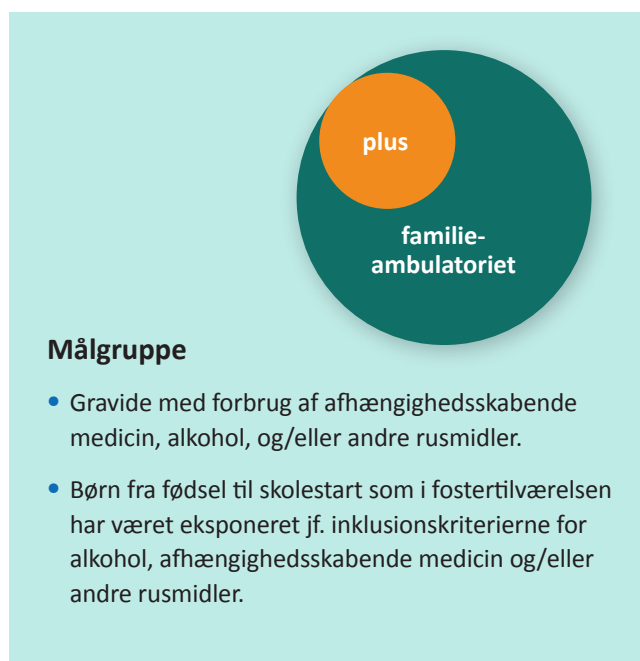 plus
familie-
ambulatoriet
Målgruppe
• Gravide med forbrug af afhængighedsskabende
medicin, alkohol, og/eller andre rusmidler.
• Børn fra fødsel til skolestart som i fostertilværelsen
har været eksponeret jf. inklusionskriterierne for
alkohol, afhængighedsskabende medicin og/eller
andre rusmidler.